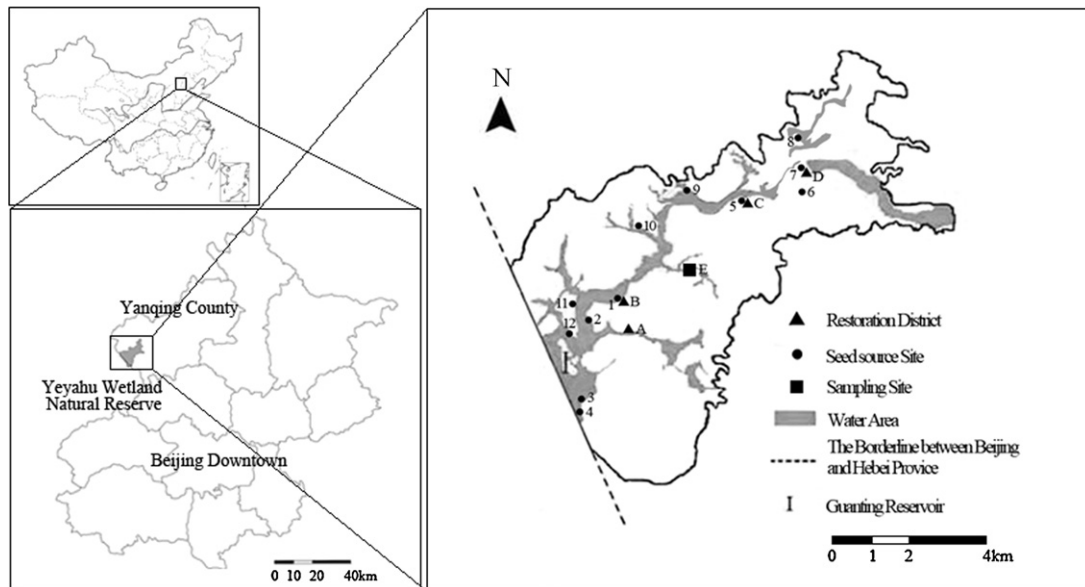 Yanqing County
Yeyahu Wetland
Natural Reserve
Beijing Downtown
0 10 20 40km
N
8
7
D
6
9
5
C
10
E
11
1
B
2
12
A
I
3
4
Restoration District
Seed source Site
Sampling Site
Water Area
The Borderline between Beijing
and Hebei Provice
I
Guanting Reservoir
0 1 2 4km